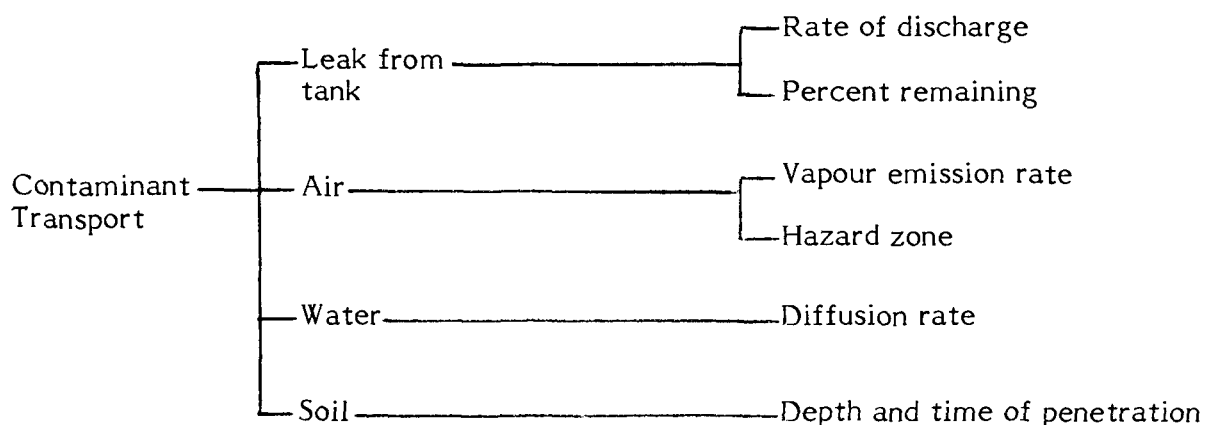 Contaminant
Transport
Leak from
tank
Rate of discharge
Percent remaining
Air
Vapour emission rate
Hazard zone
Water
Diffusion rate
Soil
Depth and time of penetration